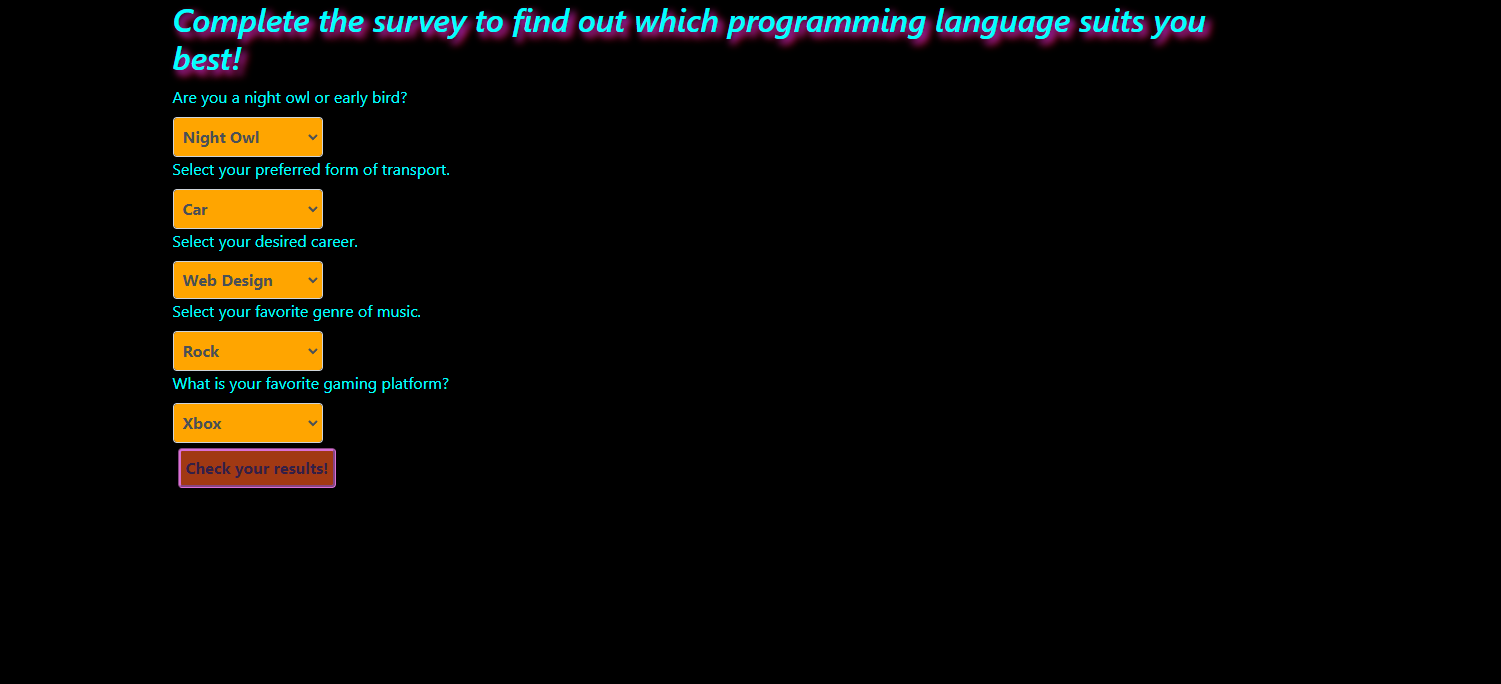 Complete the survey to find out which programming language suits you
best!
Are you a night owl or early bird?
Night Owl
Select your preferred form of transport.
Car
Select your desired career.
Web Design
Select your favorite genre of music.
Rock
What is your favorite gaming platform?
Xbox
Check your results!